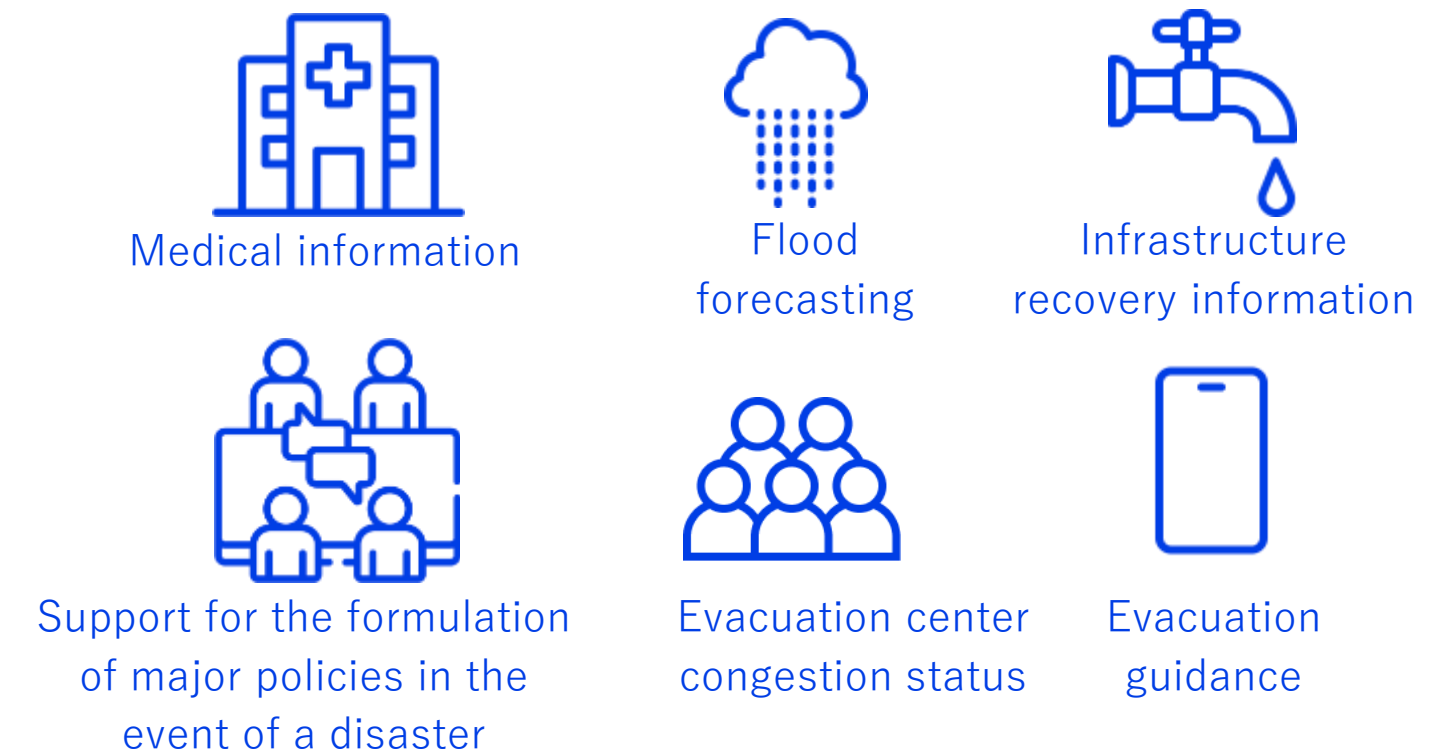 Medical information
Flood
forecasting
Infrastructure
recovery information
Support for the formulation
of major policies in the
event of a disaster
Evacuation center
congestion status
Evacuation
guidance